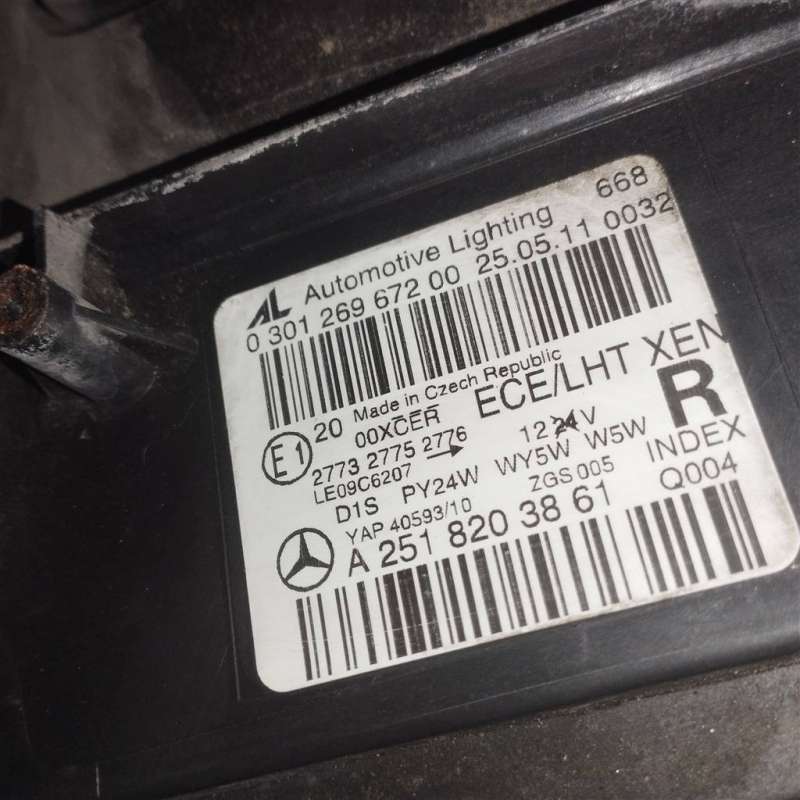 668
AL Automotive Lighting
0 301 269 672 00 25.05.11 0032
Made in Czech Republic
E1 20 00XCER ECE/LHT XEN
2773 2775 2776 → 12 24 V R
LE09C6207
D1S PY24W WY5W W5W INDEX
YAP 40593/10 ZGS 005 Q004
A 251 820 38 61